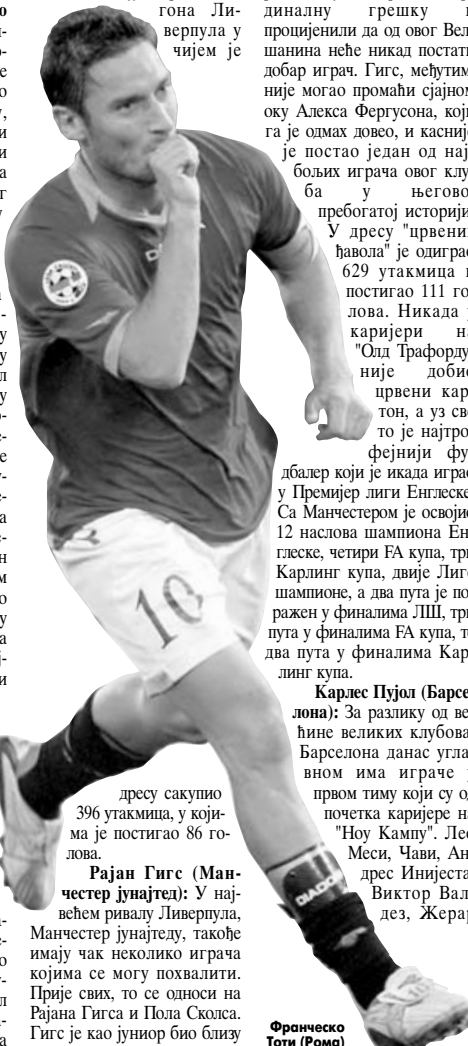 гона Ли-
верпула у
чијем је
дресу сакупио
396 утакмица, у који-
ма је постигао 86 го-
лова.
Рајан Гигс (Ман-
честер јунајтед): У нај-
већем ривалу Ливерпула,
Манчестер јунајтеду, такође
имају чак неколико играча
којима се могу похвалити.
Прије свих, то се односи на
Рајана Гигса и Пола Сколса.
Гигс је као јуниор био близу
диналну грешку
процијенили да од овог Вел
шанина неће никад постати
добар играч. Гигс, међутим
није могао промаћи сјајном
оку Алекса Фергусона, који
га је одмах довео, и касније
је постао један од нај
бољих играча овог клу
ба у његово
пребогатој историји
У дресу "црвених
ђавола" је одиграо
629 утакмица и
постигао 111 го
лова. Никада у
каријери на
"Олд Трафорду
није добио
црвени кар
тон, а уз све
то је најтро
фејнији фу
дбалер који је икада играо
у Премијер лиги Енглеске
Са Манчестером је освојио
12 наслова шампиона Ен
глеске, четири FA купа, три
Карлинг купа, двије Лиге
шампионе, а два пута је по
ражен у финалима ЛШ, три
пута у финалима FA купа, те
два пута у финалима Кар
линг купа.
Карлес Пујол (Барсе
лона): За разлику од ве
ћине великих клубова
Барселона данас угла
вном има играче у
првом тиму који су од
почетка каријере на
"Ноу Кампу". Лео
Меси, Чави, Ан
дрес Инијеста
Виктор Вал
дез, Жерар
10
DIADORA
Франческо
Тоти (Рома)